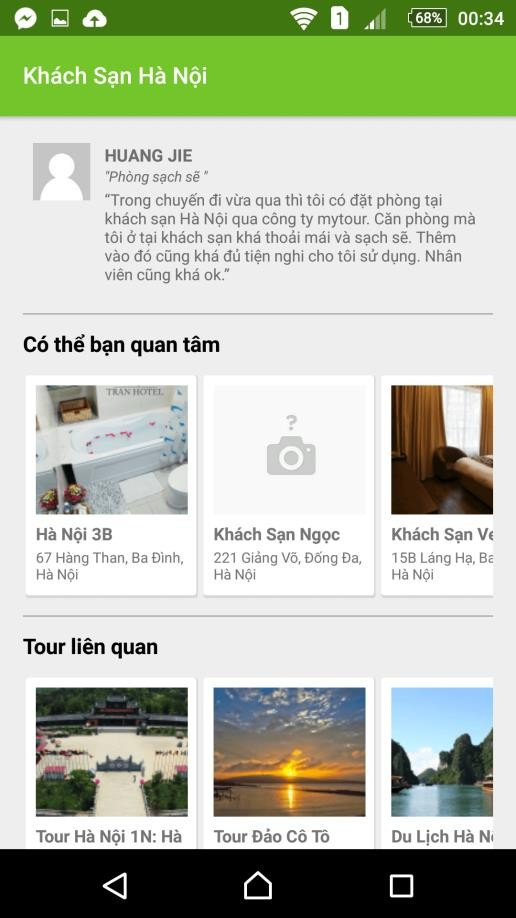 1 68% 00:34
Khách Sạn Hà Nội
HUANG JIE
"Phòng sạch sẽ "
“Trong chuyến đi vừa qua thì tôi có đặt phòng tại
khách sạn Hà Nội qua công ty mytour. Căn phòng mà
tôi ở tại khách sạn khá thoải mái và sạch sẽ. Thêm
vào đó cũng khá đủ tiện nghi cho tôi sử dụng. Nhân
viên cũng khá ok.”
Có thể bạn quan tâm
TRAN HOTEL
?
Hà Nội 3B
67 Hàng Than, Ba Đình,
Hà Nội
Khách Sạn Ngọc
221 Giảng Võ, Đống Đa,
Hà Nội
Khách Sạn Ve
15B Láng Hạ, Ba
Hà Nội
Tour liên quan
Tour Hà Nội 1N: Hà
Tour Đảo Cô Tô
Du Lịch Hà Nộ